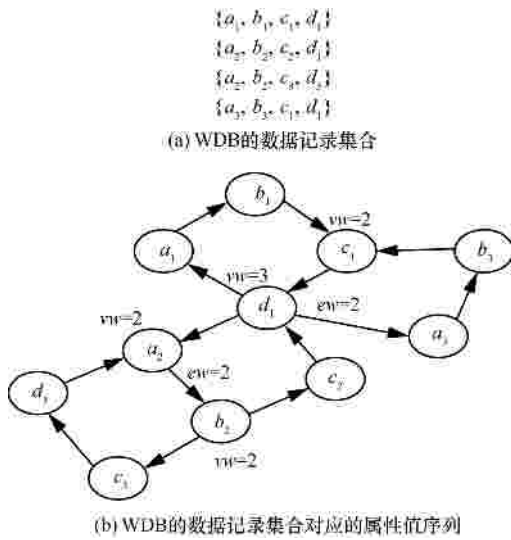 {a₁, b₁, c₁, d₁}
{a₂, b₂, c₂, d₁}
{a₂, b₂, c₃, d₃}
{a₃, b₃, c₁, d₁}
(a) WDB的数据记录集合
b₁
vw=2
a₁
c₁
b₃
vw=3
d₁
ew=2
vw=2
a₃
a₂
ew=2
c₂
d₃
b₂
c₃
vw=2
(b) WDB的数据记录集合对应的属性值序列